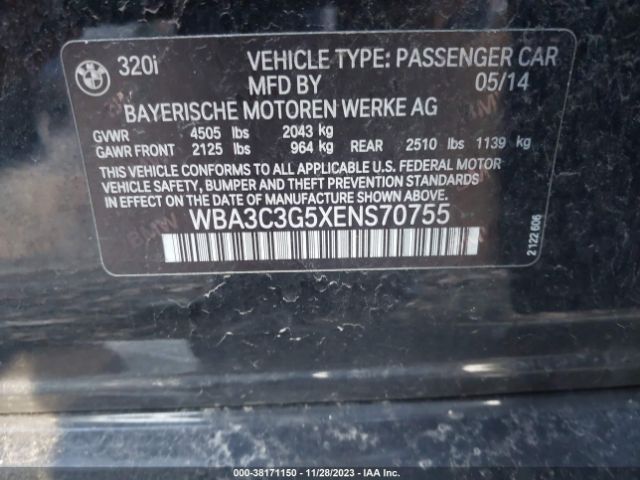 320i VEHICLE TYPE: PASSENGER CAR
MFD BY 05/14
BAYERISCHE MOTOREN WERKE AG
GVWR 4505 lbs 2043 kg
GAWR FRONT 2125 lbs 964 kg REAR 2510 lbs 1139 kg
THIS VEHICLE CONFORMS TO ALL APPLICABLE U.S. FEDERAL MOTOR
VEHICLE SAFETY, BUMPER AND THEFT PREVENTION STANDARDS
IN EFFECT ON THE DATE OF MANUFACTURE SHOWN ABOVE.
WBA3C3G5XENS70755
2 122 606
000-38171150 | 11/28/2023 | IAA Inc.